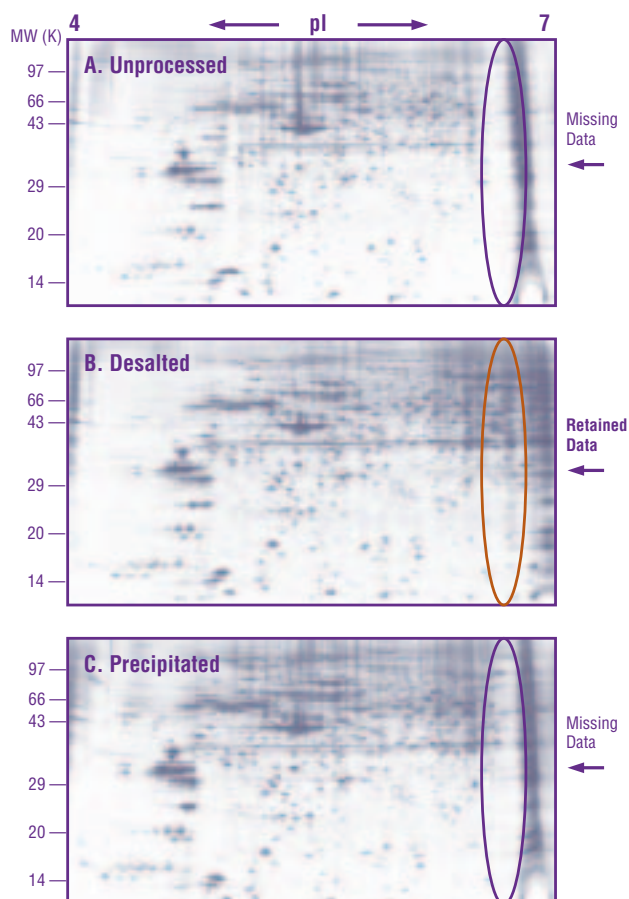 4 pI 7
MW (K)
A. Unprocessed
97
66
43
29
20
14
Missing
Data
B. Desalted
97
66
43
29
20
14
Retained
Data
C. Precipitated
97
66
43
29
20
14
Missing
Data